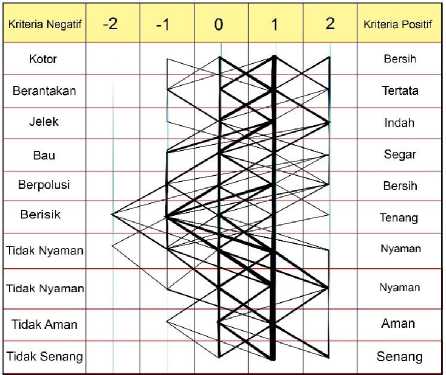 Kriteria Negatif -2 -1 0 1 2 Kriteria Positif
Kotor Bersih
Berantakan Tertata
Jelek Indah
Bau Segar
Berpolusi Bersih
Berisik Tenang
Tidak Nyaman Nyaman
Tidak Nyaman Nyaman
Tidak Aman Aman
Tidak Senang Senang